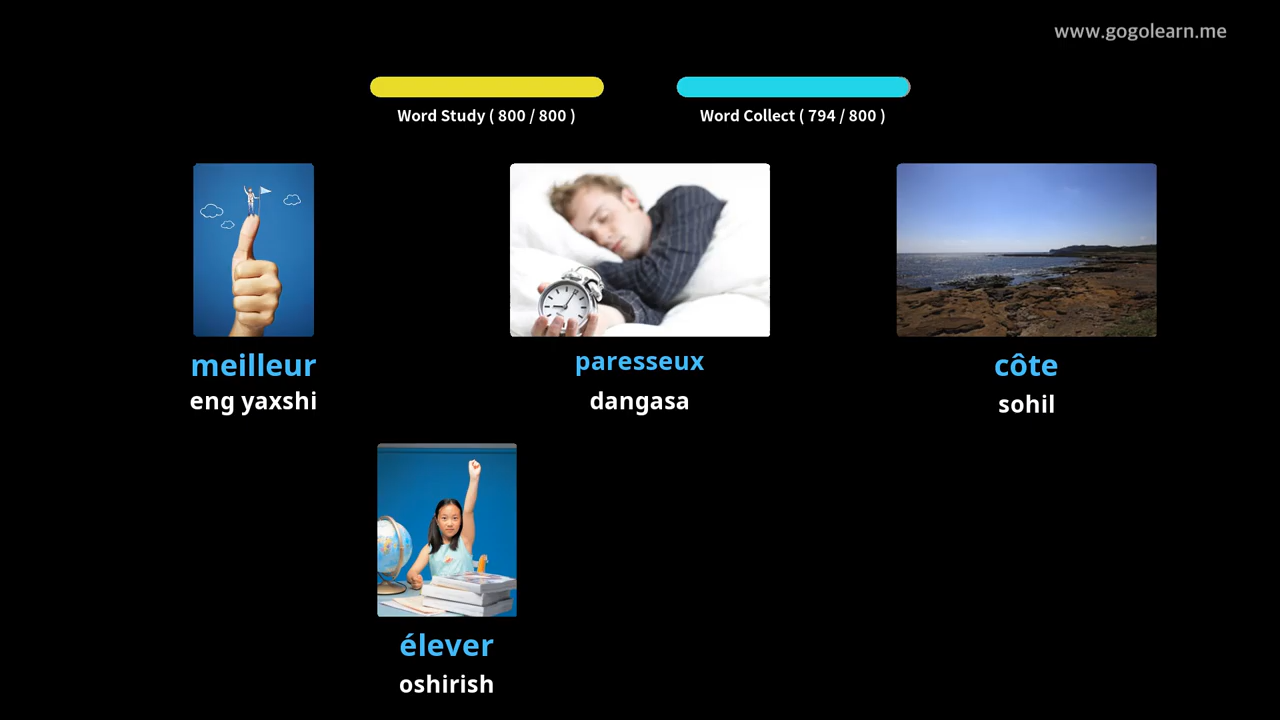 www.gogolearn.me
Word Study ( 800 / 800 )
Word Collect ( 794 / 800 )
meilleur
eng yaxshi
paresseux
dangasa
côte
sohil
élever
oshirish